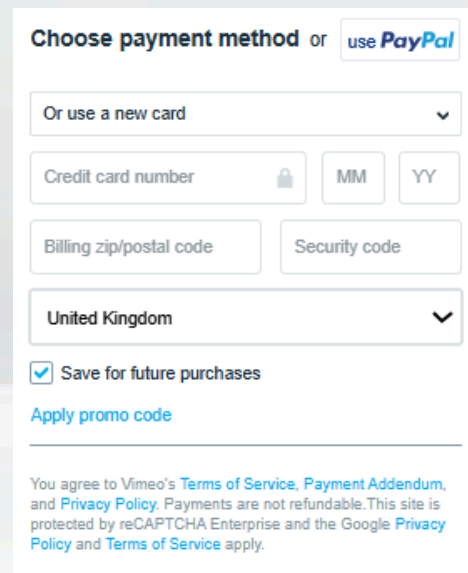 Choose payment method or use PayPal
Or use a new card
Credit card number MM YY
Billing zip/postal code Security code
United Kingdom
Save for future purchases
Apply promo code
You agree to Vimeo's Terms of Service, Payment Addendum,
and Privacy Policy. Payments are not refundable.This site is
protected by reCAPTCHA Enterprise and the Google Privacy
Policy and Terms of Service apply.